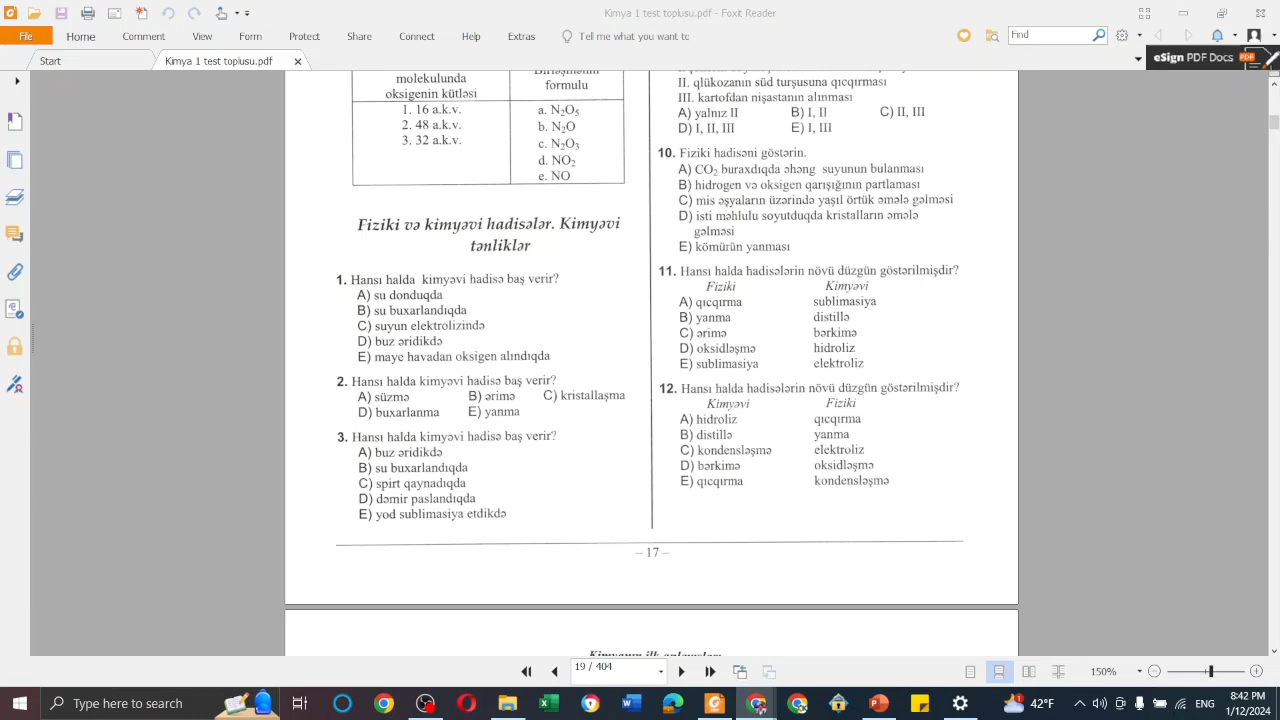 Kimya 1 test toplusu.pdf - Foxit Reader
File Home Comment View Form Protect Share Connect Help Extras Tell me what you want to Find
Start Kimya 1 test toplusu.pdf eSign PDF Docs
molekulunda
oksigenin kütləsi
Birləşmənin
formulu
1. 16 a.k.v.
2. 48 a.k.v.
3. 32 a.k.v.
a. N₂O₅
b. N₂O
c. N₂O₃
d. NO₂
e. NO
Fiziki və kimyəvi hadisələr. Kimyəvi
tənliklər
1. Hansı halda kimyəvi hadisə baş verir?
A) su donduqda
B) su buxarlandıqda
C) suyun elektrolizində
D) buz əridikdə
E) maye havadan oksigen alındıqda
2. Hansı halda kimyəvi hadisə baş verir?
A) süzmə B) ərimə C) kristallaşma
D) buxarlanma E) yanma
3. Hansı halda kimyəvi hadisə baş verir?
A) buz əridikdə
B) su buxarlandıqda
C) spirt qaynadıqda
D) dəmir paslandıqda
E) yod sublimasiya etdikdə
II. qlükozanın süd turşusuna qıcqırması
III. kartofdan nişastanın alınması
A) yalnız II B) I, II C) II, III
D) I, II, III E) I, III
10. Fiziki hadisəni göstərin.
A) CO₂ buraxdıqda əhəng suyunun bulanması
B) hidrogen və oksigen qarışığının partlaması
C) mis əşyaların üzərində yaşıl örtük əmələ gəlməsi
D) isti məhlulu soyutduqda kristalların əmələ
gəlməsi
E) kömürün yanması
11. Hansı halda hadisələrin növü düzgün göstərilmişdir?
Fiziki Kimyəvi
A) qıcqırma sublimasiya
B) yanma distillə
C) ərimə bərkimə
D) oksidləşmə hidroliz
E) sublimasiya elektroliz
12. Hansı halda hadisələrin növü düzgün göstərilmişdir?
Kimyəvi Fiziki
A) hidroliz qıcqırma
B) distillə yanma
C) kondensləşmə elektroliz
D) bərkimə oksidləşmə
E) qıcqırma kondensləşmə
– 17 –
19 / 404 150%
Type here to search 42°F ENG 8:42 PM
1/12/2024